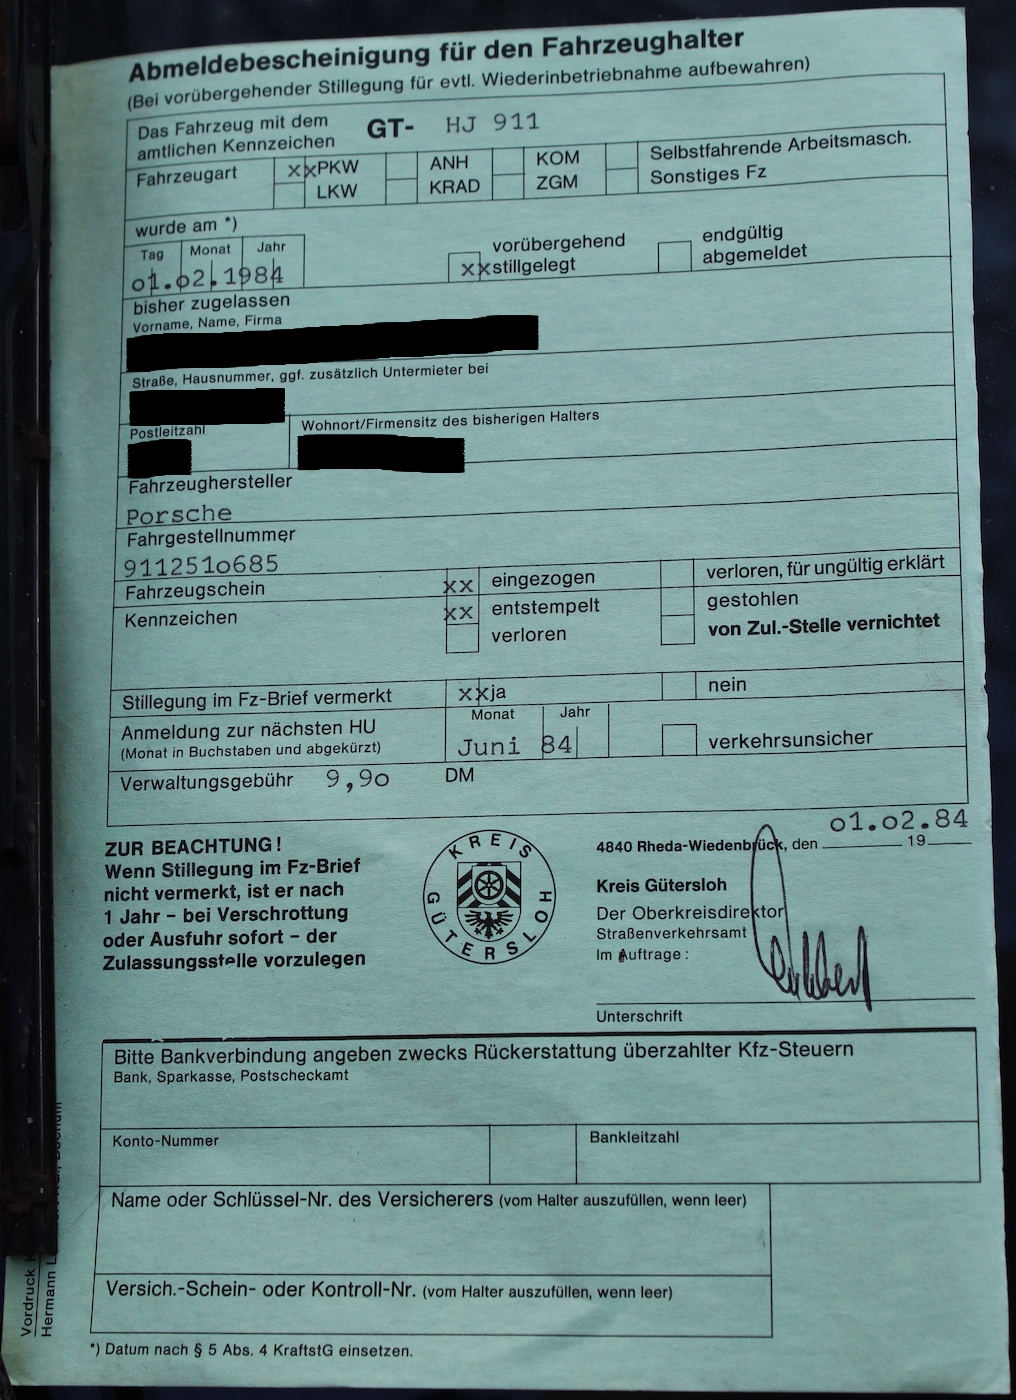 Abmeldebescheinigung für den Fahrzeughalter
(Bei vorübergehender Stillegung für evtl. Wiederinbetriebnahme aufbewahren)
Das Fahrzeug mit dem
amtlichen Kennzeichen GT- HJ 911
Fahrzeugart xx PKW ANH KOM Selbstfahrende Arbeitsmasch.
LKW KRAD ZGM Sonstiges Fz
wurde am *)
Tag Monat Jahr
o1.o2.1984
vorübergehend
xx stillgelegt
endgültig
abgemeldet
bisher zugelassen
Vorname, Name, Firma
Straße, Hausnummer, ggf. zusätzlich Untermieter bei
Postleitzahl Wohnort/Firmensitz des bisherigen Halters
Fahrzeughersteller
Porsche
Fahrgestellnummer
911251o685
Fahrzeugschein xx eingezogen verloren, für ungültig erklärt
Kennzeichen xx entstempelt gestohlen
verloren von Zul.-Stelle vernichtet
Stillegung im Fz-Brief vermerkt xx ja nein
Anmeldung zur nächsten HU
(Monat in Buchstaben und abgekürzt)
Monat Jahr
Juni 84 verkehrsunsicher
Verwaltungsgebühr 9,9o DM
ZUR BEACHTUNG!
Wenn Stillegung im Fz-Brief
nicht vermerkt, ist er nach
1 Jahr – bei Verschrottung
oder Ausfuhr sofort – der
Zulassungsstelle vorzulegen
KREIS
GÜTERSLOH
o1.o2.84
4840 Rheda-Wiedenbrück, den 19
Kreis Gütersloh
Der Oberkreisdirektor
Straßenverkehrsamt
Im Auftrage:
Unterschrift
Bitte Bankverbindung angeben zwecks Rückerstattung überzahlter Kfz-Steuern
Bank, Sparkasse, Postscheckamt
Konto-Nummer Bankleitzahl
Name oder Schlüssel-Nr. des Versicherers (vom Halter auszufüllen, wenn leer)
Versich.-Schein- oder Kontroll-Nr. (vom Halter auszufüllen, wenn leer)
*) Datum nach § 5 Abs. 4 KraftstG einsetzen.
Vordruck
Hermann